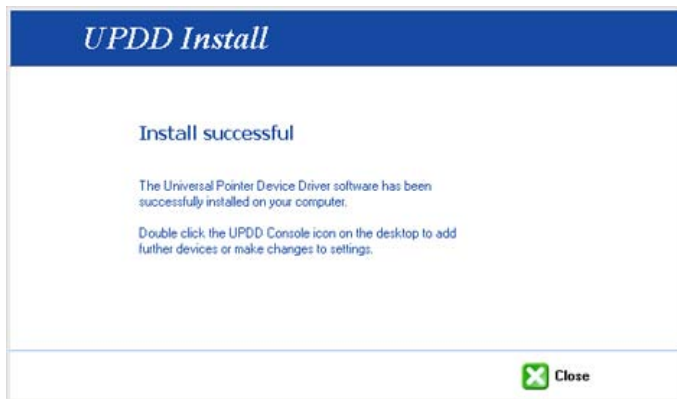 UPDD Install
Install successful
The Universal Pointer Device Driver software has been
successfully installed on your computer.
Double click the UPDD Console icon on the desktop to add
further devices or make changes to settings.
Close